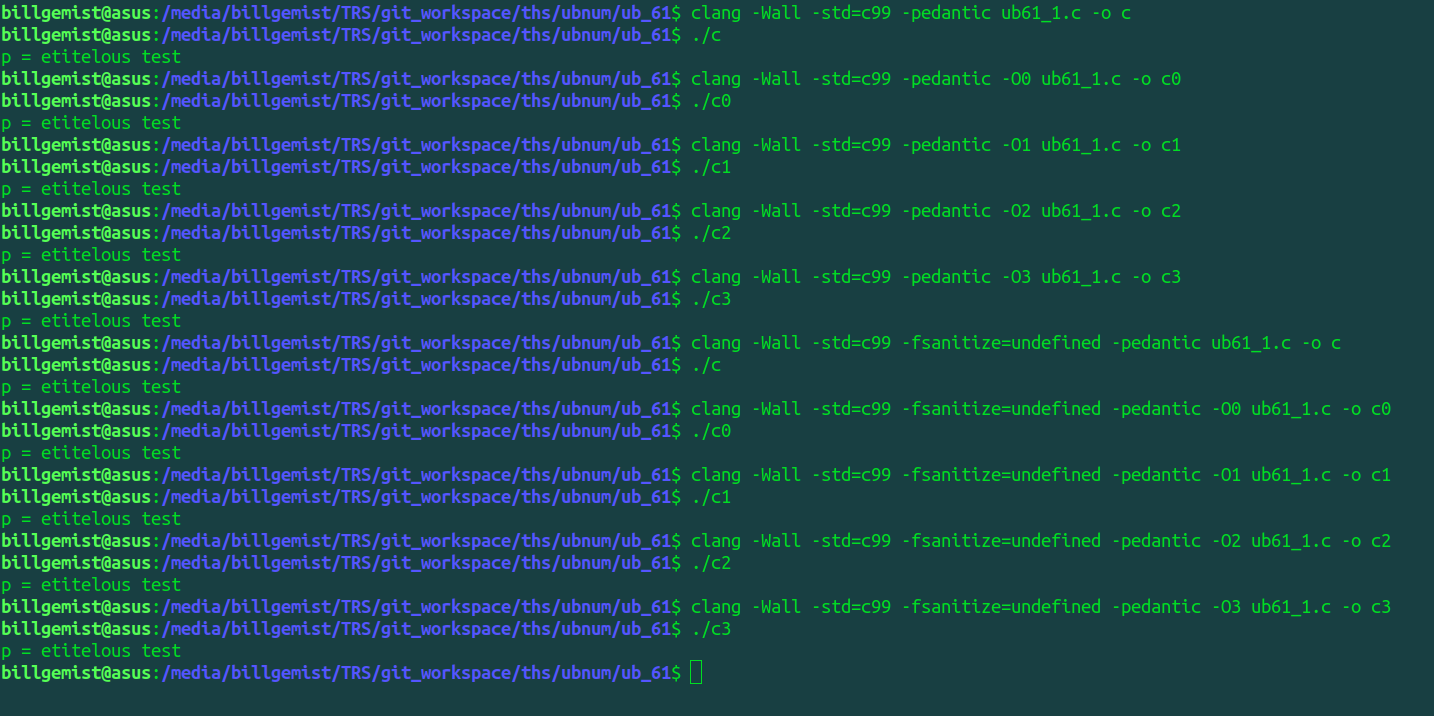 billgemist@asus:/media/billgemist/TRS/git_workspace/ths/ubnum/ub_61$ clang -Wall -std=c99 -pedantic ub61_1.c -o c
billgemist@asus:/media/billgemist/TRS/git_workspace/ths/ubnum/ub_61$ ./c
p = etitelous test
billgemist@asus:/media/billgemist/TRS/git_workspace/ths/ubnum/ub_61$ clang -Wall -std=c99 -pedantic -O0 ub61_1.c -o c0
billgemist@asus:/media/billgemist/TRS/git_workspace/ths/ubnum/ub_61$ ./c0
p = etitelous test
billgemist@asus:/media/billgemist/TRS/git_workspace/ths/ubnum/ub_61$ clang -Wall -std=c99 -pedantic -O1 ub61_1.c -o c1
billgemist@asus:/media/billgemist/TRS/git_workspace/ths/ubnum/ub_61$ ./c1
p = etitelous test
billgemist@asus:/media/billgemist/TRS/git_workspace/ths/ubnum/ub_61$ clang -Wall -std=c99 -pedantic -O2 ub61_1.c -o c2
billgemist@asus:/media/billgemist/TRS/git_workspace/ths/ubnum/ub_61$ ./c2
p = etitelous test
billgemist@asus:/media/billgemist/TRS/git_workspace/ths/ubnum/ub_61$ clang -Wall -std=c99 -pedantic -O3 ub61_1.c -o c3
billgemist@asus:/media/billgemist/TRS/git_workspace/ths/ubnum/ub_61$ ./c3
p = etitelous test
billgemist@asus:/media/billgemist/TRS/git_workspace/ths/ubnum/ub_61$ clang -Wall -std=c99 -fsanitize=undefined -pedantic ub61_1.c -o c
billgemist@asus:/media/billgemist/TRS/git_workspace/ths/ubnum/ub_61$ ./c
p = etitelous test
billgemist@asus:/media/billgemist/TRS/git_workspace/ths/ubnum/ub_61$ clang -Wall -std=c99 -fsanitize=undefined -pedantic -O0 ub61_1.c -o c0
billgemist@asus:/media/billgemist/TRS/git_workspace/ths/ubnum/ub_61$ ./c0
p = etitelous test
billgemist@asus:/media/billgemist/TRS/git_workspace/ths/ubnum/ub_61$ clang -Wall -std=c99 -fsanitize=undefined -pedantic -O1 ub61_1.c -o c1
billgemist@asus:/media/billgemist/TRS/git_workspace/ths/ubnum/ub_61$ ./c1
p = etitelous test
billgemist@asus:/media/billgemist/TRS/git_workspace/ths/ubnum/ub_61$ clang -Wall -std=c99 -fsanitize=undefined -pedantic -O2 ub61_1.c -o c2
billgemist@asus:/media/billgemist/TRS/git_workspace/ths/ubnum/ub_61$ ./c2
p = etitelous test
billgemist@asus:/media/billgemist/TRS/git_workspace/ths/ubnum/ub_61$ clang -Wall -std=c99 -fsanitize=undefined -pedantic -O3 ub61_1.c -o c3
billgemist@asus:/media/billgemist/TRS/git_workspace/ths/ubnum/ub_61$ ./c3
p = etitelous test
billgemist@asus:/media/billgemist/TRS/git_workspace/ths/ubnum/ub_61$